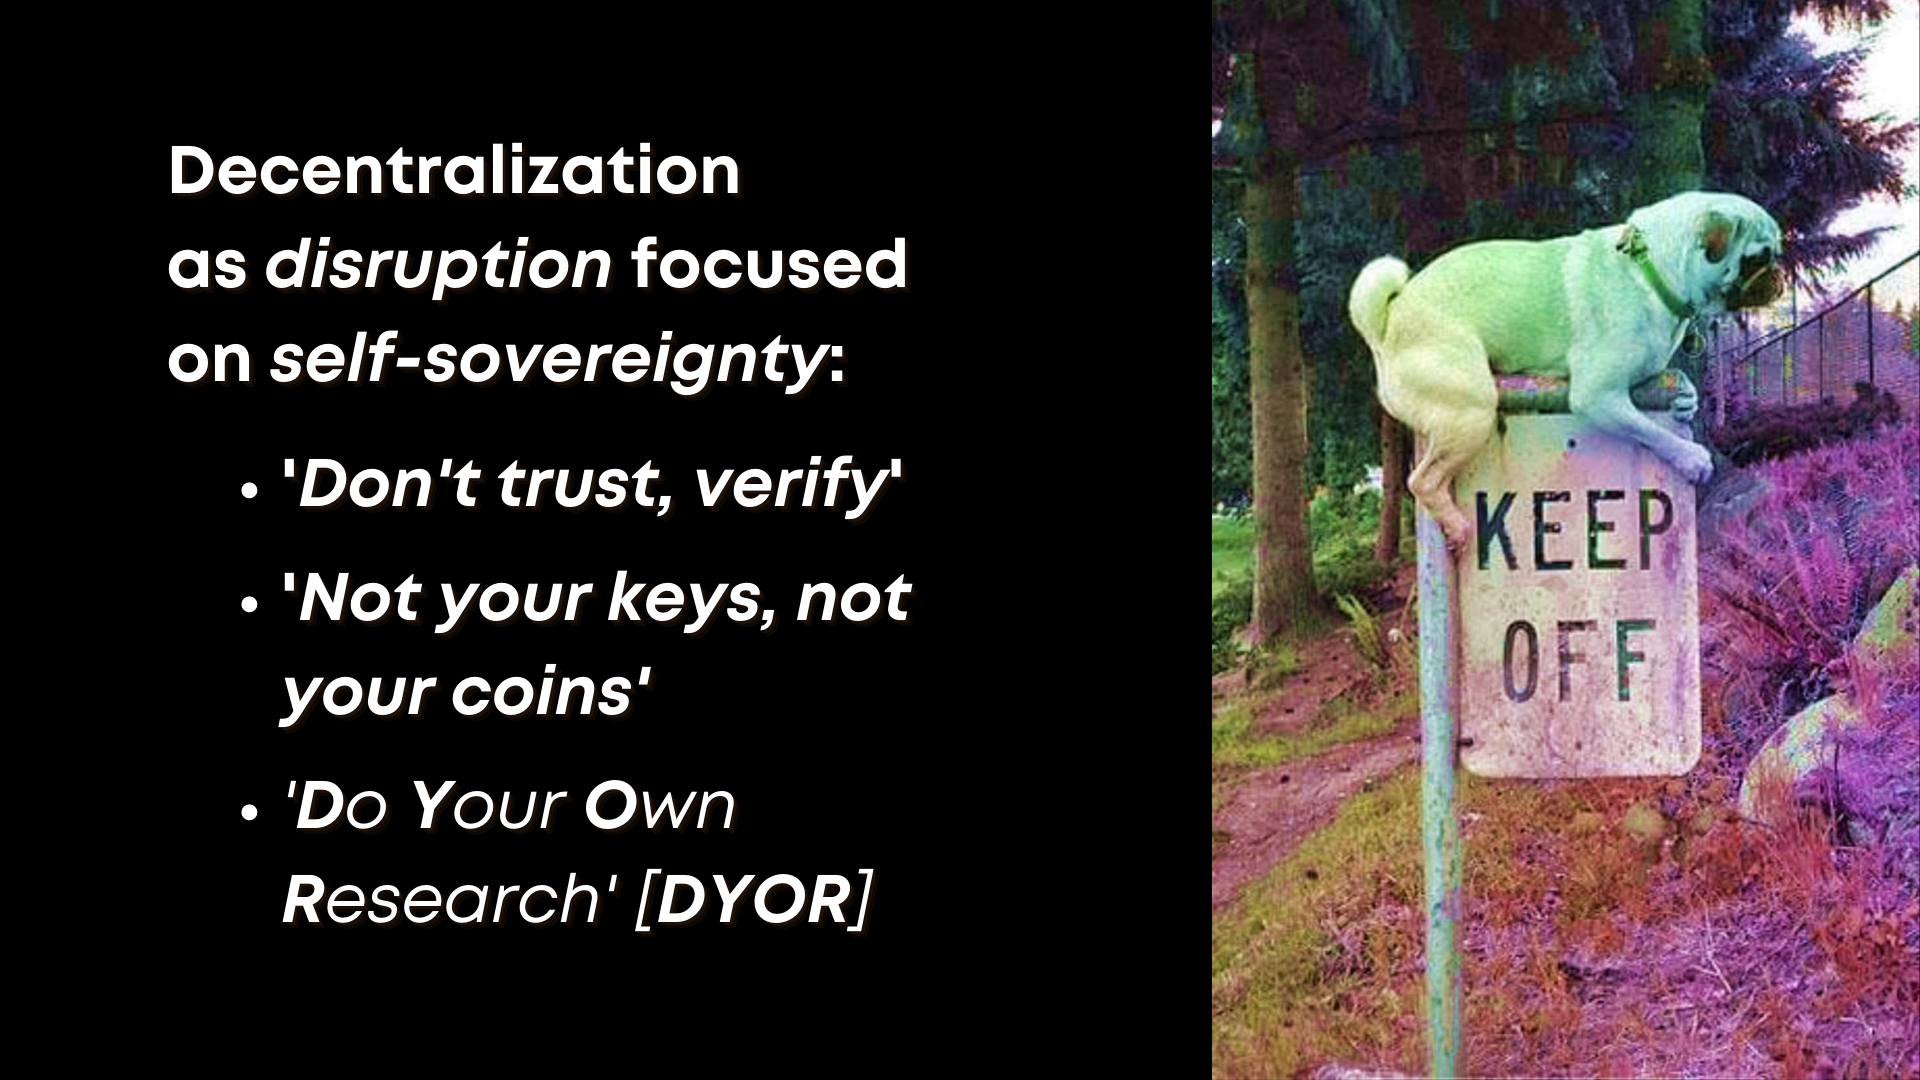 Decentralization
as disruption focused
on self-sovereignty:
• 'Don't trust, verify'
• 'Not your keys, not
your coins'
• 'Do Your Own
Research' [DYOR]
KEEP
OFF